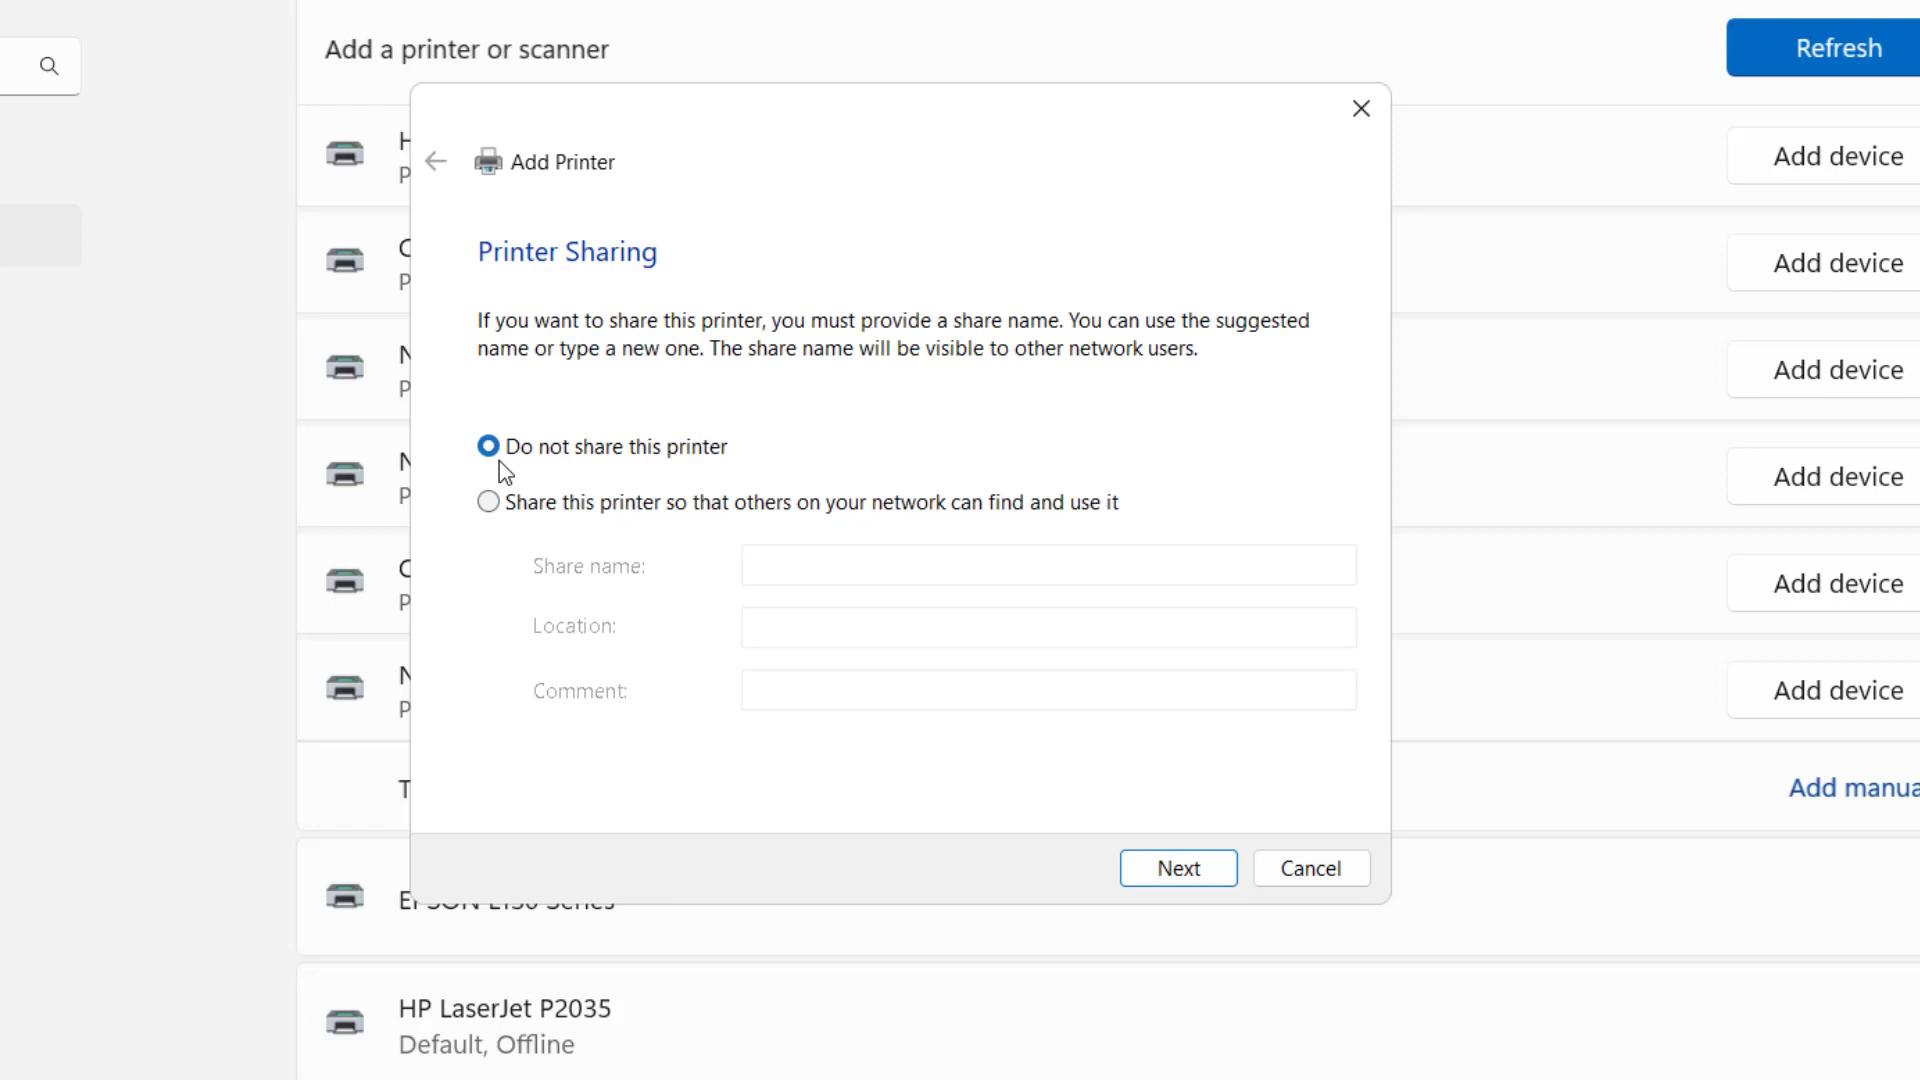 Add a printer or scanner
Refresh
Add Printer
Add device
Printer Sharing
Add device
If you want to share this printer, you must provide a share name. You can use the suggested
name or type a new one. The share name will be visible to other network users.
Add device
Do not share this printer
Add device
Share this printer so that others on your network can find and use it
Share name:
Add device
Location:
Comment:
Add device
Add manua
Next
Cancel
HP LaserJet P2035
Default, Offline